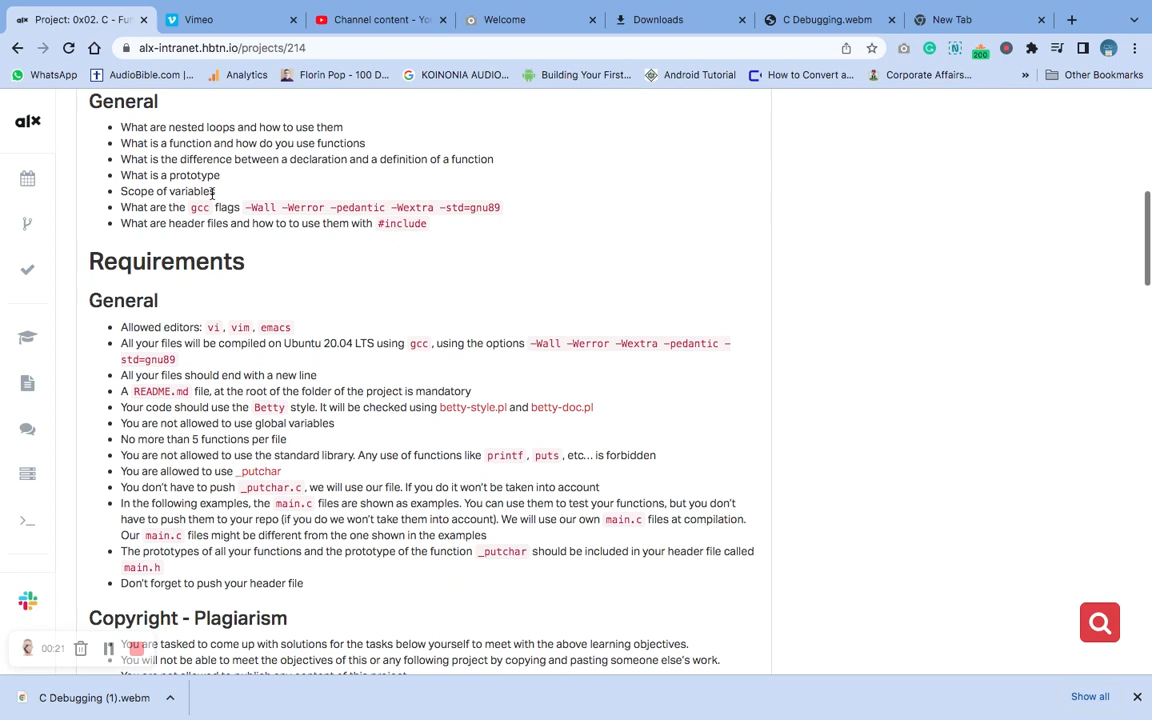 Project: 0x02. C - Fun
Vimeo
Channel content - Yo
Welcome
Downloads
C Debugging.webm
New Tab
alx-intranet.hbtn.io/projects/214
200
WhatsApp
AudioBible.com |...
Analytics
Florin Pop - 100 D...
KOINONIA AUDIO...
Building Your First...
Android Tutorial
How to Convert a...
Corporate Affairs...
»
Other Bookmarks
alx
General
What are nested loops and how to use them
What is a function and how do you use functions
What is the difference between a declaration and a definition of a function
What is a prototype
Scope of variables
What are the gcc flags -Wall -Werror -pedantic -Wextra -std=gnu89
What are header files and how to to use them with #include
Requirements
General
Allowed editors: vi, vim, emacs
All your files will be compiled on Ubuntu 20.04 LTS using gcc, using the options -Wall -Werror -Wextra -pedantic -
std=gnu89
All your files should end with a new line
A README.md file, at the root of the folder of the project is mandatory
Your code should use the Betty style. It will be checked using betty-style.pl and betty-doc.pl
You are not allowed to use global variables
No more than 5 functions per file
You are not allowed to use the standard library. Any use of functions like printf, puts, etc... is forbidden
You are allowed to use _putchar
You don't have to push _putchar.c, we will use our file. If you do it won't be taken into account
In the following examples, the main.c files are shown as examples. You can use them to test your functions, but you don't
have to push them to your repo (if you do we won't take them into account). We will use our own main.c files at compilation.
Our main.c files might be different from the one shown in the examples
The prototypes of all your functions and the prototype of the function _putchar should be included in your header file called
main.h
Don't forget to push your header file
Copyright - Plagiarism
You are tasked to come up with solutions for the tasks below yourself to meet with the above learning objectives.
You will not be able to meet the objectives of this or any following project by copying and pasting someone else's work.
You are not allowed to publish any content of this project.
00:21
C Debugging (1).webm
Show all